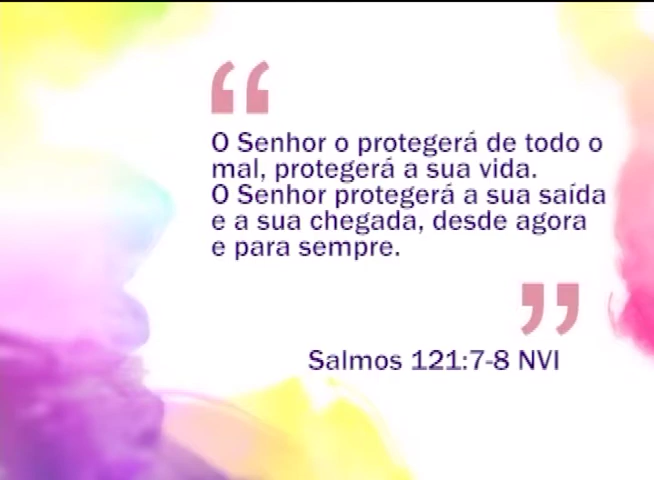 “
O Senhor o protegerá de todo o
mal, protegerá a sua vida.
O Senhor protegerá a sua saída
e a sua chegada, desde agora
e para sempre.
”
Salmos 121:7-8 NVI